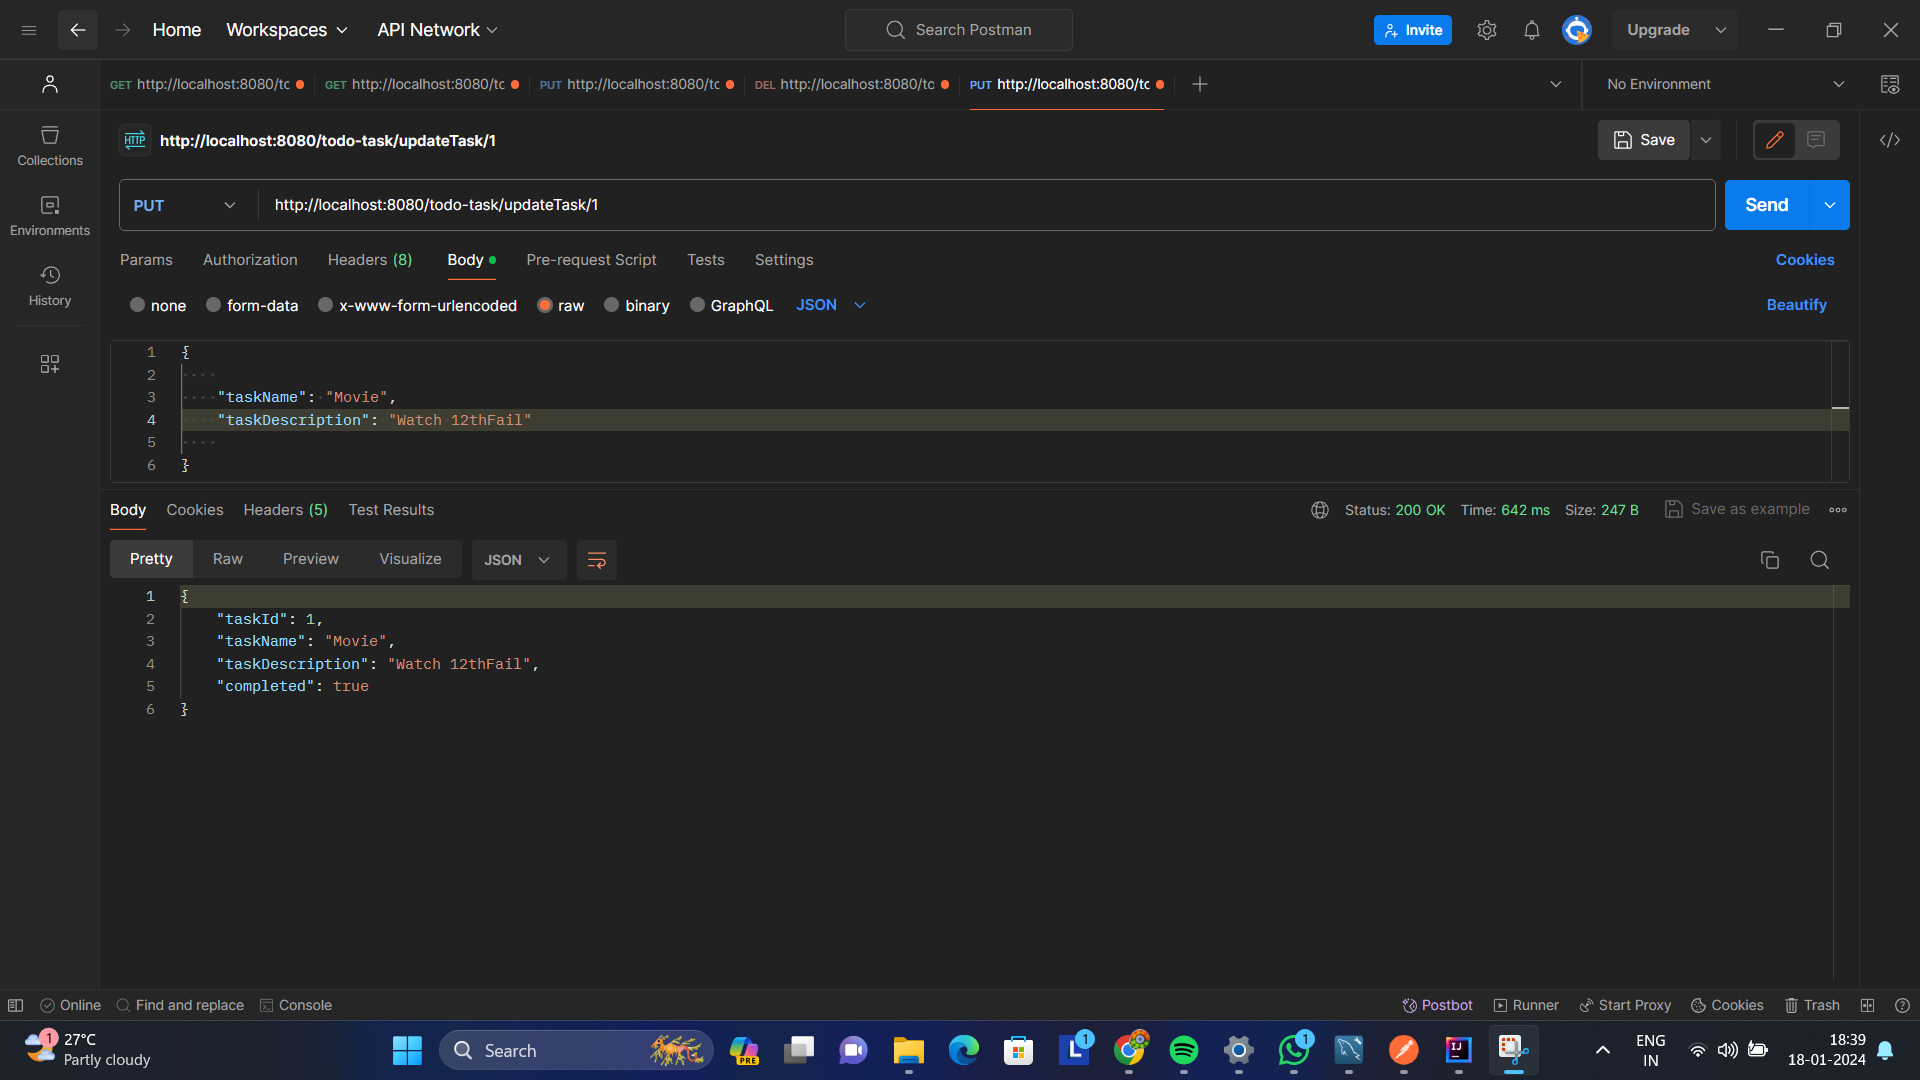 Home Workspaces API Network Search Postman Invite Upgrade
GET http://localhost:8080/tc GET http://localhost:8080/tc PUT http://localhost:8080/tc DEL http://localhost:8080/tc PUT http://localhost:8080/tc No Environment
HTTP http://localhost:8080/todo-task/updateTask/1 Save
Collections
PUT http://localhost:8080/todo-task/updateTask/1 Send
Environments
Params Authorization Headers (8) Body Pre-request Script Tests Settings Cookies
History
none form-data x-www-form-urlencoded raw binary GraphQL JSON Beautify
1 {
2
3 "taskName": "Movie",
4 "taskDescription": "Watch 12thFail"
5
6 }
Body Cookies Headers (5) Test Results Status: 200 OK Time: 642 ms Size: 247 B Save as example
Pretty Raw Preview Visualize JSON
1 {
2 "taskId": 1,
3 "taskName": "Movie",
4 "taskDescription": "Watch 12thFail",
5 "completed": true
6 }
Online Find and replace Console Postbot Runner Start Proxy Cookies Trash
1 27°C
Partly cloudy
Search PRE L 1 1 IJ
ENG
IN
18:39
18-01-2024